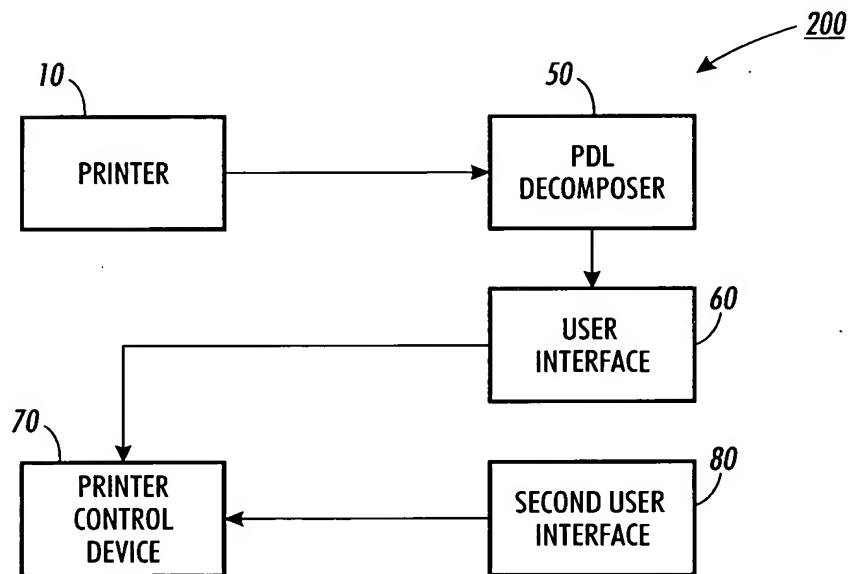 200
10
PRINTER
50
PDL
DECOMPOSER
60
USER
INTERFACE
70
PRINTER
CONTROL
DEVICE
80
SECOND USER
INTERFACE